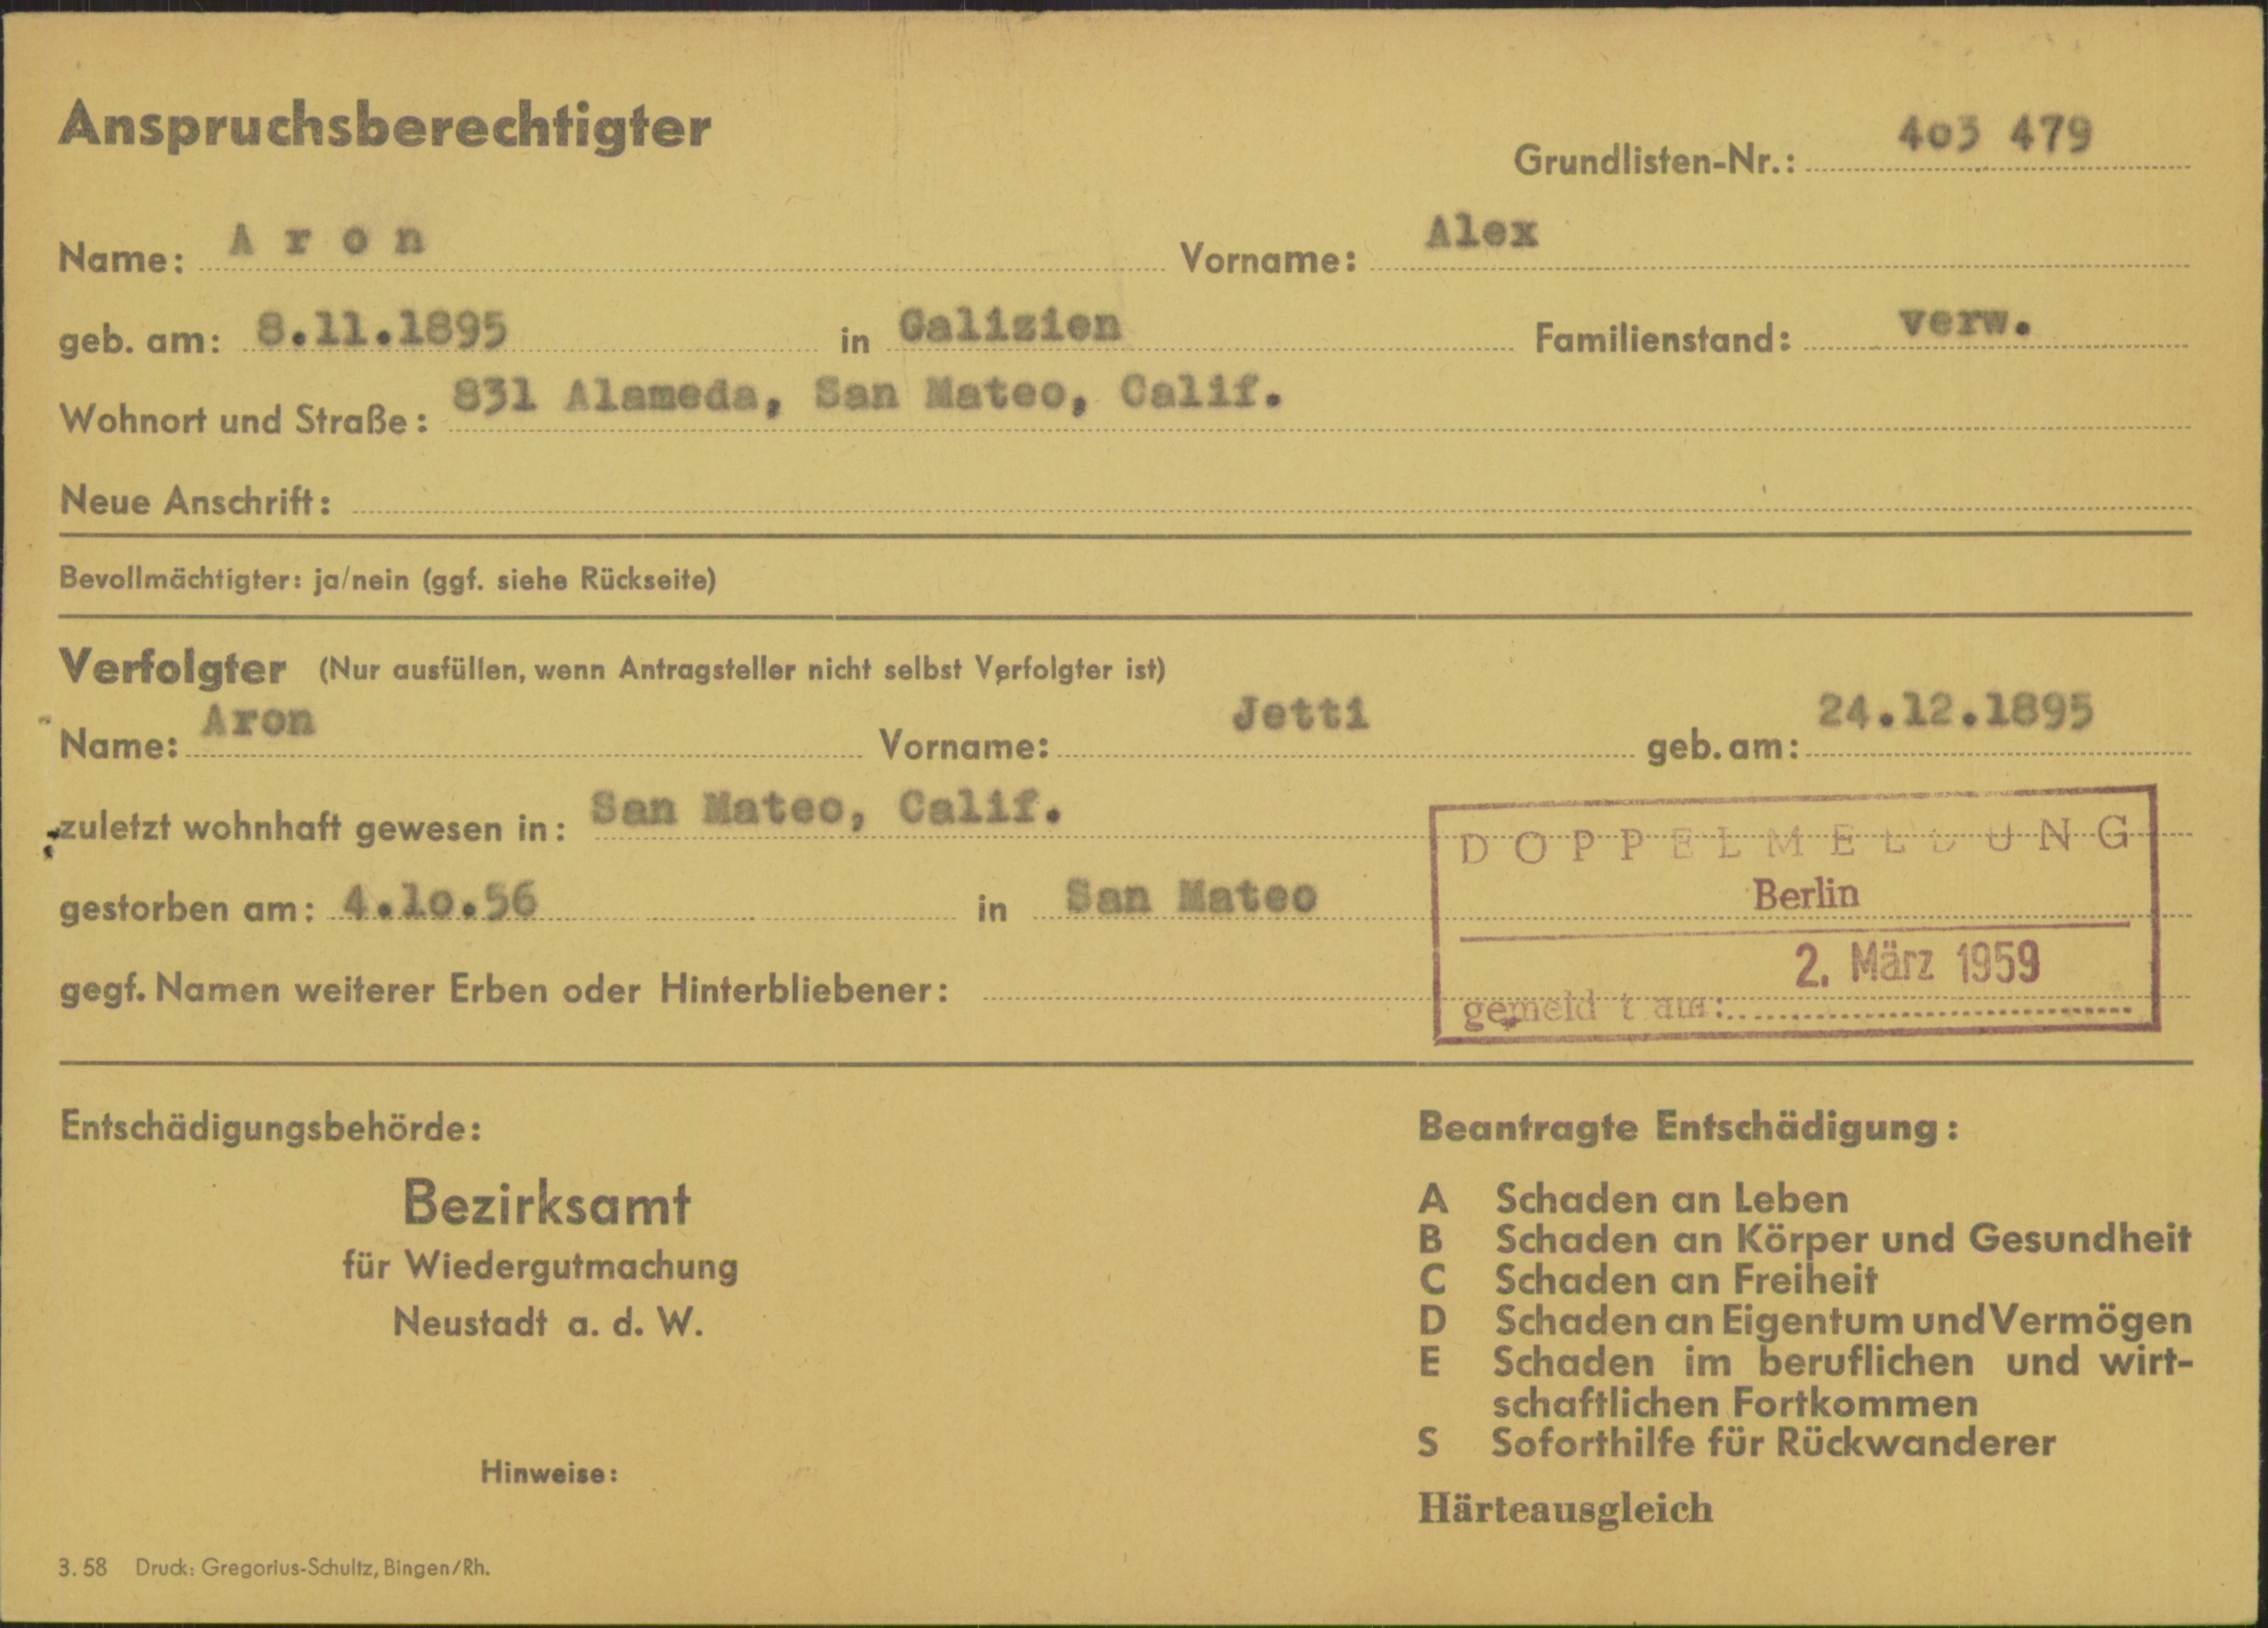 Anspruchsberechtigter
Grundlisten-Nr.: 4o3 479
Name: A r o n Vorname: Alex
geb. am: 8.11.1895 in Galizien Familienstand: verw.
Wohnort und Straße: 831 Alameda, San Mateo, Calif.
Neue Anschrift:
Bevollmächtigter: ja/nein (ggf. siehe Rückseite)
Verfolgter (Nur ausfüllen, wenn Antragsteller nicht selbst Verfolgter ist)
Name: Aron Vorname: Jetti geb. am: 24.12.1895
zuletzt wohnhaft gewesen in: San Mateo, Calif.
gestorben am: 4.1o.56 in San Mateo
gegf. Namen weiterer Erben oder Hinterbliebener:
DOPPELMELDUNG
Berlin
2. März 1959
gemeldet am:
Entschädigungsbehörde:
Bezirksamt
für Wiedergutmachung
Neustadt a. d. W.
Hinweise:
Beantragte Entschädigung:
A Schaden an Leben
B Schaden an Körper und Gesundheit
C Schaden an Freiheit
D Schaden an Eigentum und Vermögen
E Schaden im beruflichen und wirt-
schaftlichen Fortkommen
S Soforthilfe für Rückwanderer
Härteausgleich
3. 58 Druck: Gregorius-Schultz, Bingen/Rh.